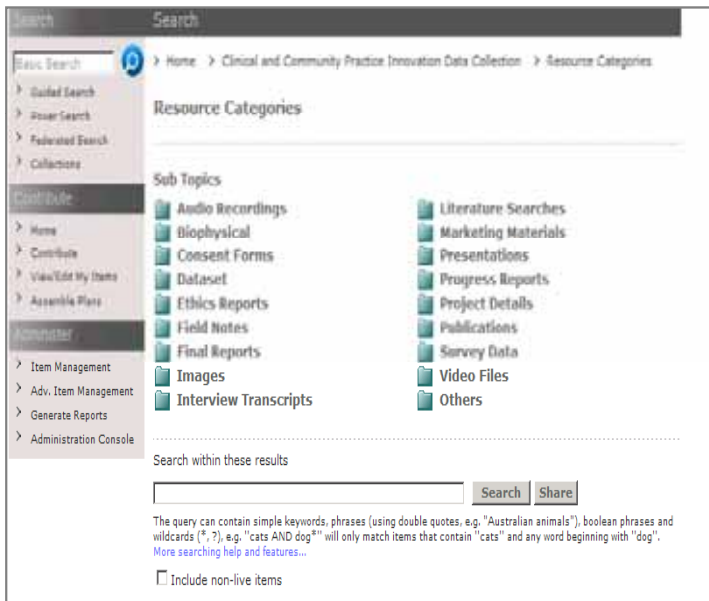 Search
Basic Search
> Guided Search
> Power Search
> Federated Search
> Collections
Contribute
> Home
> Contribute
> View/Edit My Items
> Assemble Plans
Administer
> Item Management
> Adv. Item Management
> Generate Reports
> Administration Console
Search
> Home > Clinical and Community Practice Innovation Data Collection > Resource Categories
Resource Categories
Sub Topics
Audio Recordings
Biophysical
Consent Forms
Dataset
Ethics Reports
Field Notes
Final Reports
Images
Interview Transcripts
Literature Searches
Marketing Materials
Presentations
Progress Reports
Project Details
Publications
Survey Data
Video Files
Others
Search within these results
Search Share
The query can contain simple keywords, phrases (using double quotes, e.g. "Australian animals"), boolean phrases and
wildcards (*, ?), e.g. "cats AND dog*" will only match items that contain "cats" and any word beginning with "dog".
More searching help and features...
Include non-live items